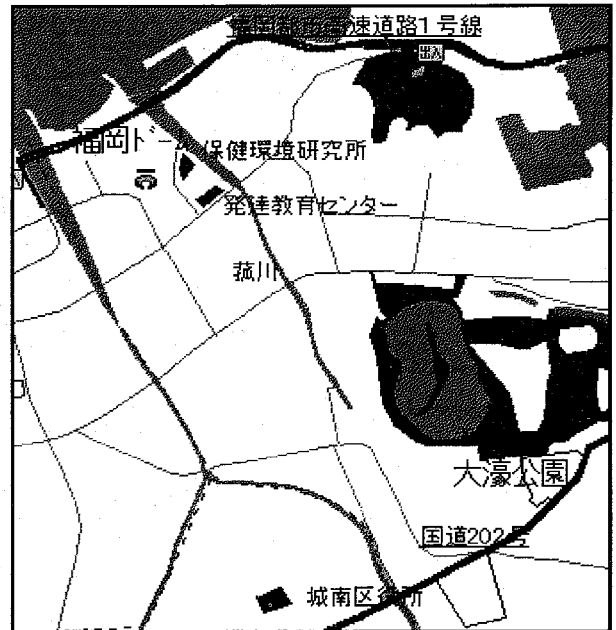 福岡都市高速道路1号線
出入
福岡ドーム
保健環境研究所
発達教育センター
菰川
大濠公園
国道202号
城南区役所